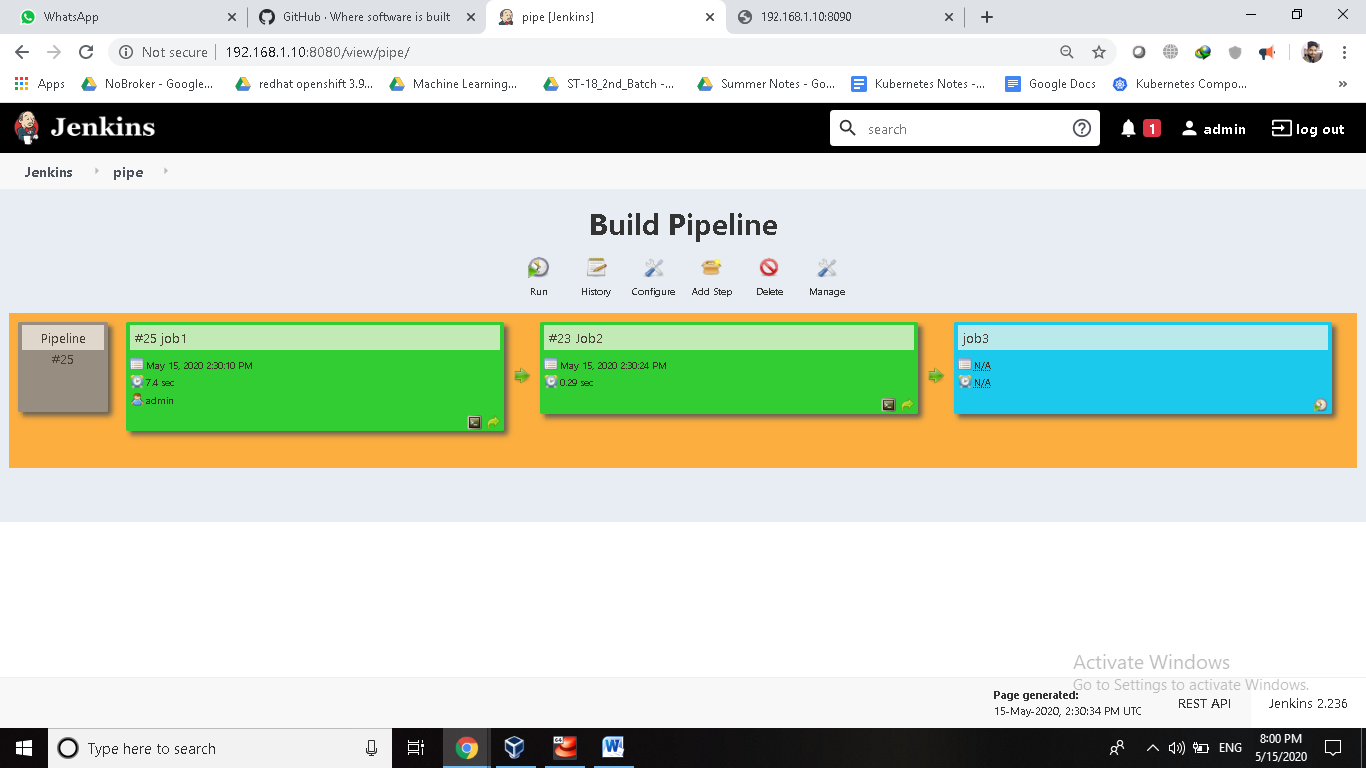 WhatsApp
GitHub · Where software is built
pipe [Jenkins]
192.168.1.10:8090
Not secure | 192.168.1.10:8080/view/pipe/
Apps
NoBroker - Google...
redhat openshift 3.9...
Machine Learning...
ST-18_2nd_Batch -...
Summer Notes - Go...
Kubernetes Notes -...
Google Docs
Kubernetes Compo...
»
Jenkins
search
1
admin
log out
Jenkins
pipe
Build Pipeline
Run
History
Configure
Add Step
Delete
Manage
Pipeline
#25
#25 job1
May 15, 2020 2:30:10 PM
7.4 sec
admin
#23 Job2
May 15, 2020 2:30:24 PM
0.29 sec
job3
N/A
N/A
Activate Windows
Go to Settings to activate Windows.
Page generated:
15-May-2020, 2:30:34 PM UTC
REST API
Jenkins 2.236
Type here to search
ENG
8:00 PM
5/15/2020